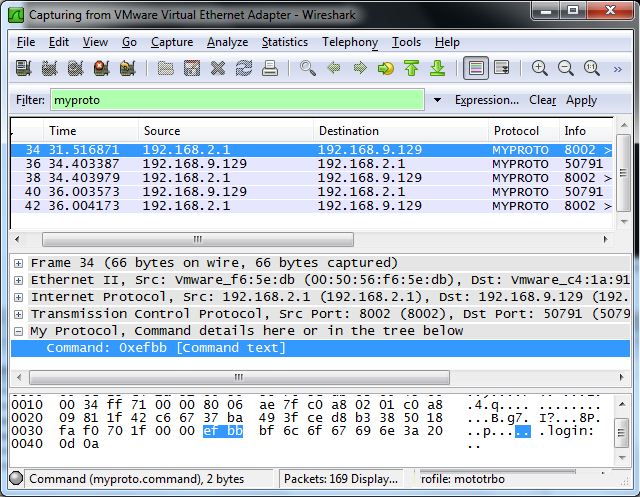 Capturing from VMware Virtual Ethernet Adapter - Wireshark
File Edit View Go Capture Analyze Statistics Telephony Tools Help
Filter: myproto Expression... Clear Apply
Time Source Destination Protocol Info
34 31.516871 192.168.2.1 192.168.9.129 MYPROTO 8002 >
36 34.403387 192.168.9.129 192.168.2.1 MYPROTO 50791
38 34.403979 192.168.2.1 192.168.9.129 MYPROTO 8002 >
40 36.003573 192.168.9.129 192.168.2.1 MYPROTO 50791
42 36.004173 192.168.2.1 192.168.9.129 MYPROTO 8002 >
Frame 34 (66 bytes on wire, 66 bytes captured)
Ethernet II, Src: Vmware_f6:5e:db (00:50:56:f6:5e:db), Dst: Vmware_c4:1a:91
Internet Protocol, Src: 192.168.2.1 (192.168.2.1), Dst: 192.168.9.129 (192.
Transmission Control Protocol, Src Port: 8002 (8002), Dst Port: 50791 (5079
My Protocol, Command details here or in the tree below
Command: 0xefbb [Command text]
0010 00 34 ff 71 00 00 80 06 ae 7f c0 a8 02 01 c0 a8 .4.q.... ........
0020 09 81 1f 42 c6 67 37 ba 49 3f ce d8 b3 38 50 18 ...B.g7. I?...8P.
0030 fa f0 70 1f 00 00 ef bb bf 6c 6f 67 69 6e 3a 20 ..p..... .login:
0040 0d 0a ..
Command (myproto.command), 2 bytes Packets: 169 Display... rofile: mototrbo